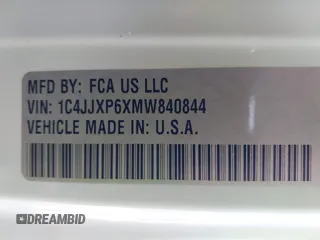 MFD BY: FCA US LLC
VIN: 1C4JJXP6XMW840844
VEHICLE MADE IN: U.S.A.
DREAMBID